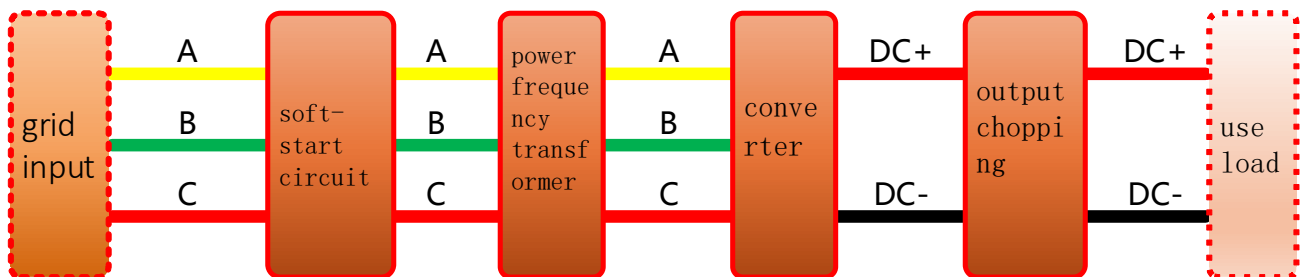 grid
input
A
B
C
soft-
start
circuit
A
B
C
power
freque
ncy
transf
ormer
A
B
C
conve
rter
DC+
DC-
output
choppi
ng
DC+
DC-
use
load